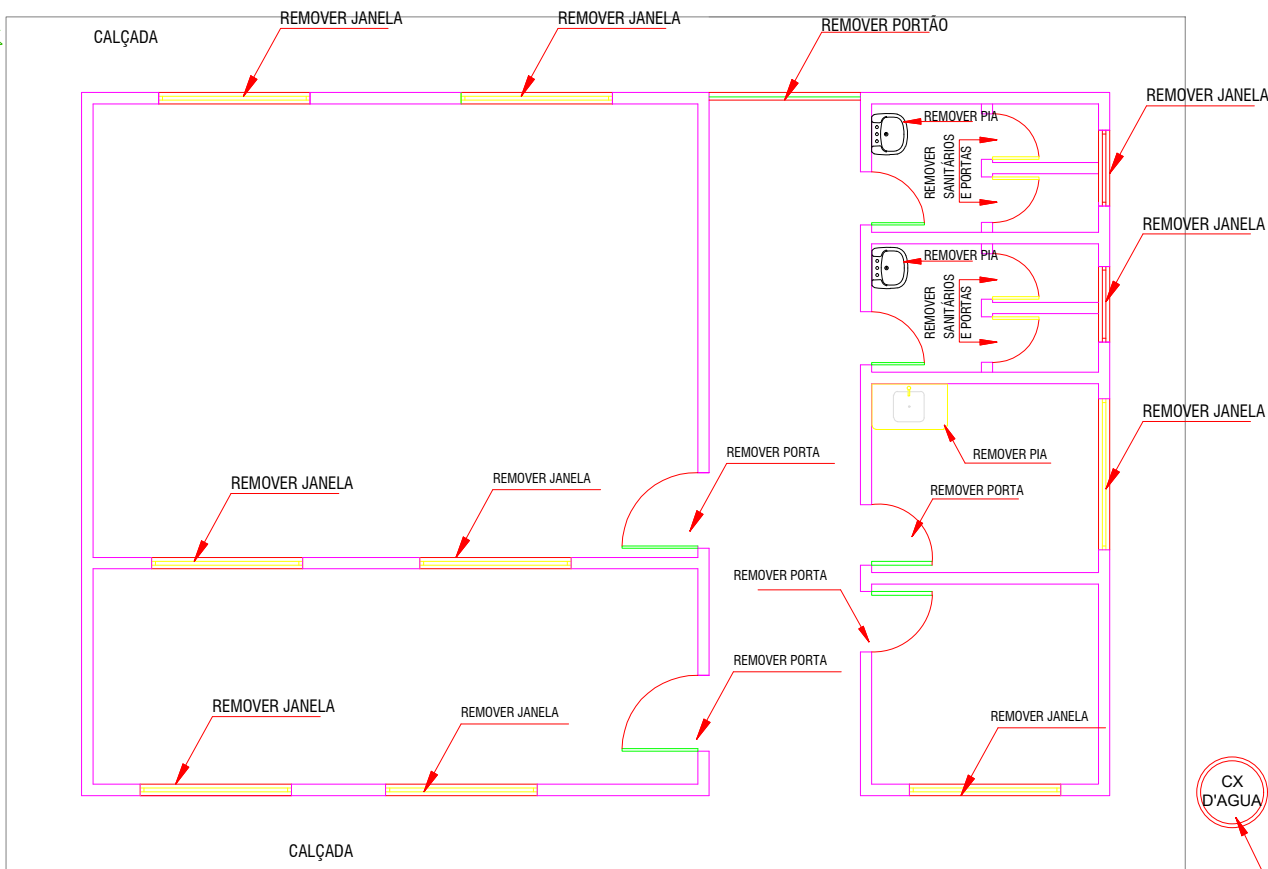 REMOVER JANELA
REMOVER JANELA
REMOVER PORTÃO
CALÇADA
REMOVER JANELA
REMOVER PIA
REMOVER
SANITÁRIOS
E PORTAS
REMOVER JANELA
REMOVER PIA
REMOVER
SANITÁRIOS
E PORTAS
REMOVER JANELA
REMOVER PORTA
REMOVER PIA
REMOVER JANELA
REMOVER JANELA
REMOVER PORTA
REMOVER PORTA
REMOVER PORTA
REMOVER JANELA
REMOVER JANELA
REMOVER JANELA
CX
D'AGUA
CALÇADA